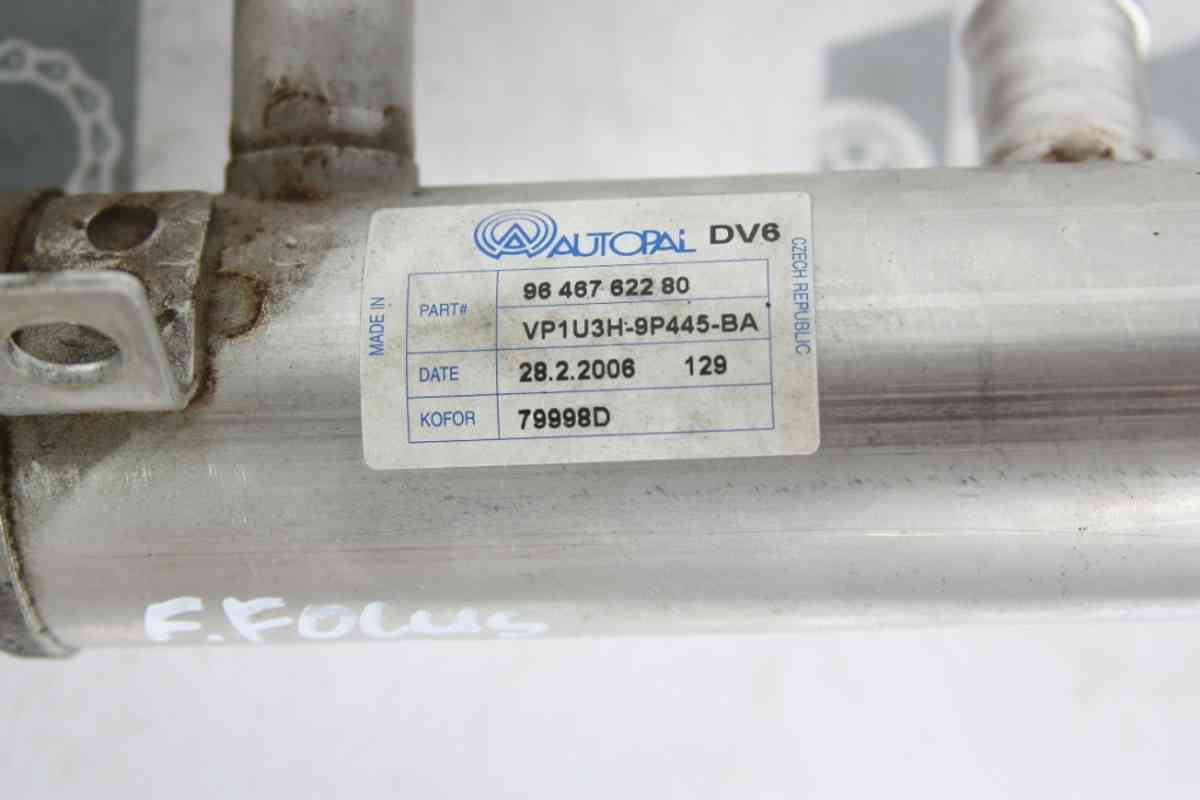 AUTOPAL DV6
MADE IN
CZECH REPUBLIC
PART# 96 467 622 80
VP1U3H-9P445-BA
DATE 28.2.2006 129
KOFOR 79998D
F.FOCUS